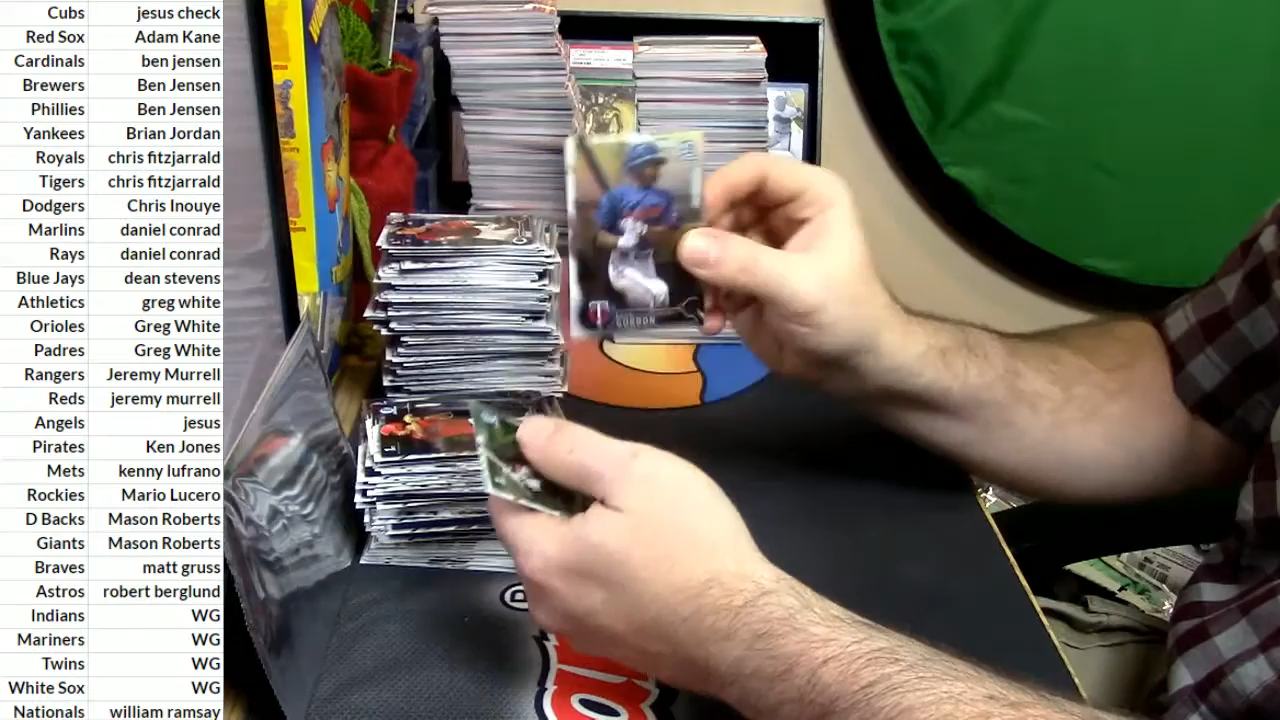 Cubs jesus check
Red Sox Adam Kane
Cardinals ben jensen
Brewers Ben Jensen
Phillies Ben Jensen
Yankees Brian Jordan
Royals chris fitzjarrald
Tigers chris fitzjarrald
Dodgers Chris Inouye
Marlins daniel conrad
Rays daniel conrad
Blue Jays dean stevens
Athletics greg white
Orioles Greg White
Padres Greg White
Rangers Jeremy Murrell
Reds jeremy murrell
Angels jesus
Pirates Ken Jones
Mets kenny lufrano
Rockies Mario Lucero
D Backs Mason Roberts
Giants Mason Roberts
Braves matt gruss
Astros robert berglund
Indians WG
Mariners WG
Twins WG
White Sox WG
Nationals william ramsay
GORDON